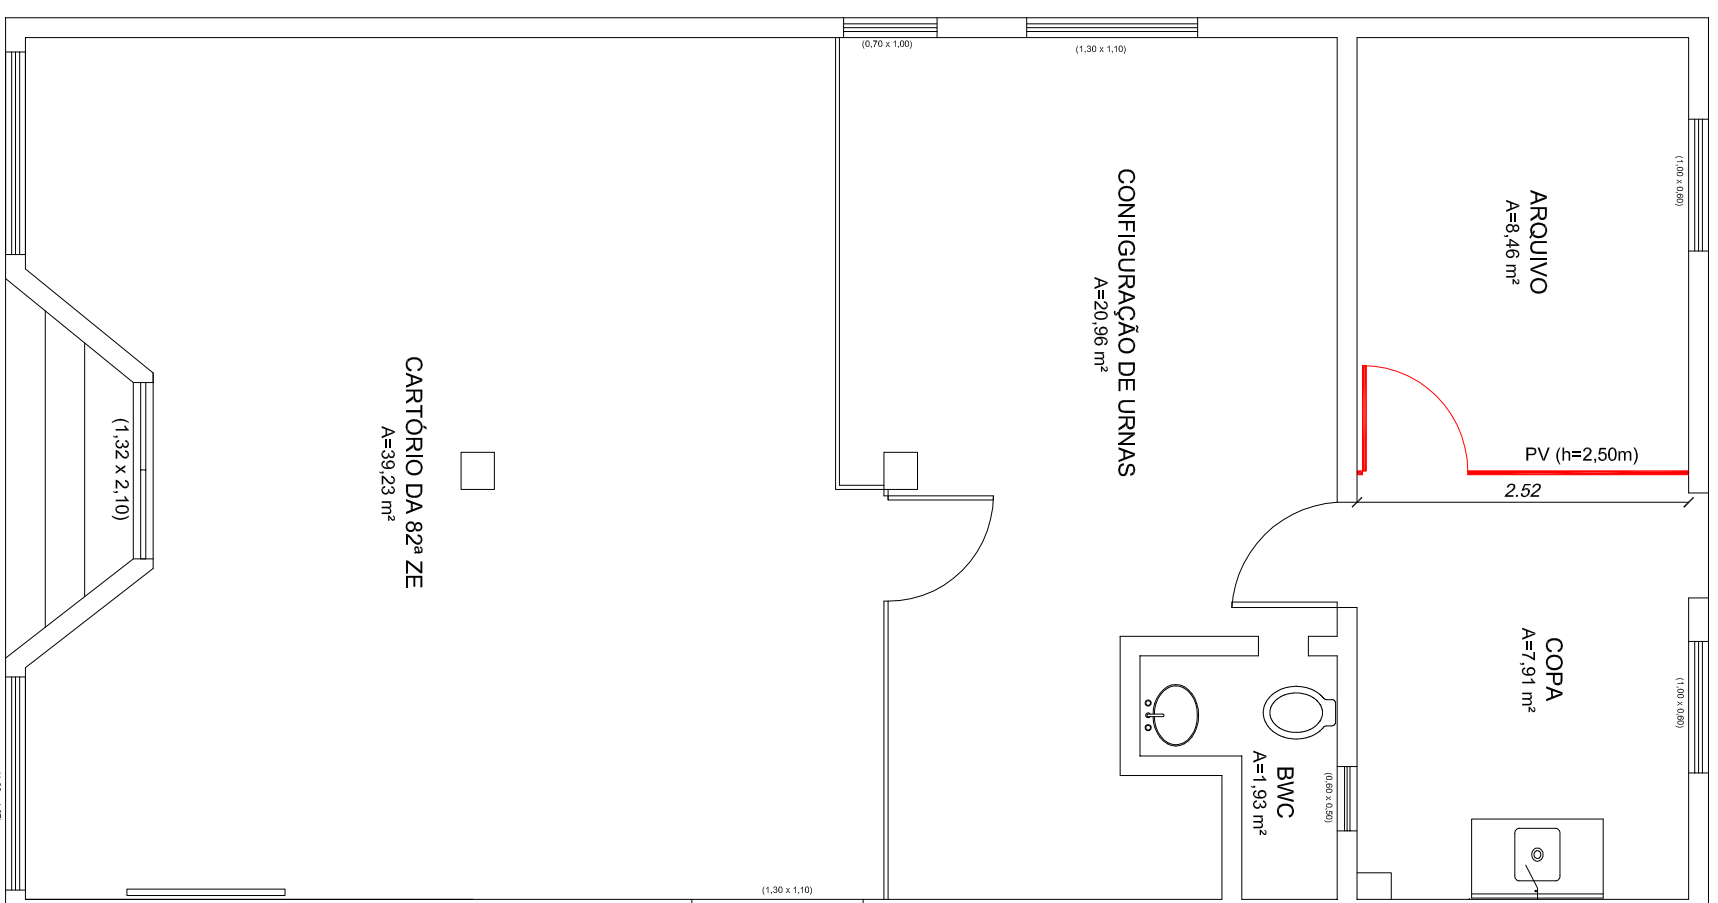 (0,70 x 1,00)
(1,30 x 1,10)
(1,00 x 0,60)
ARQUIVO
A=8,46 m²
CONFIGURAÇÃO DE URNAS
A=20,96 m²
CARTÓRIO DA 82ª ZE
A=39,23 m²
(1,32 x 2,10)
PV (h=2,50m)
2.52
COPA
A=7,91 m²
(1,00 x 0,60)
BWC
A=1,93 m²
(0,60 x 0,50)
(1,30 x 1,10)